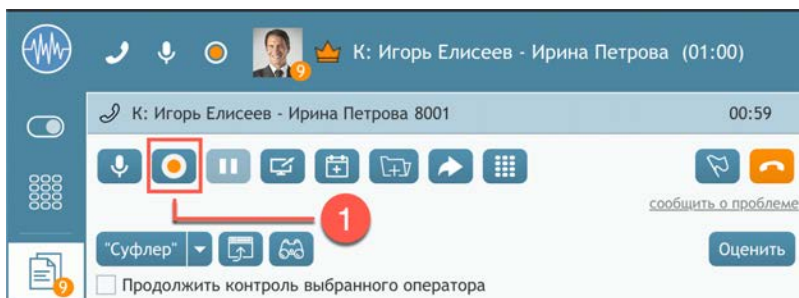 9
К: Игорь Елисеев - Ирина Петрова (01:00)
К: Игорь Елисеев - Ирина Петрова 8001 00:59
1
сообщить о проблеме
"Суфлер" Оценить
9
Продолжить контроль выбранного оператора